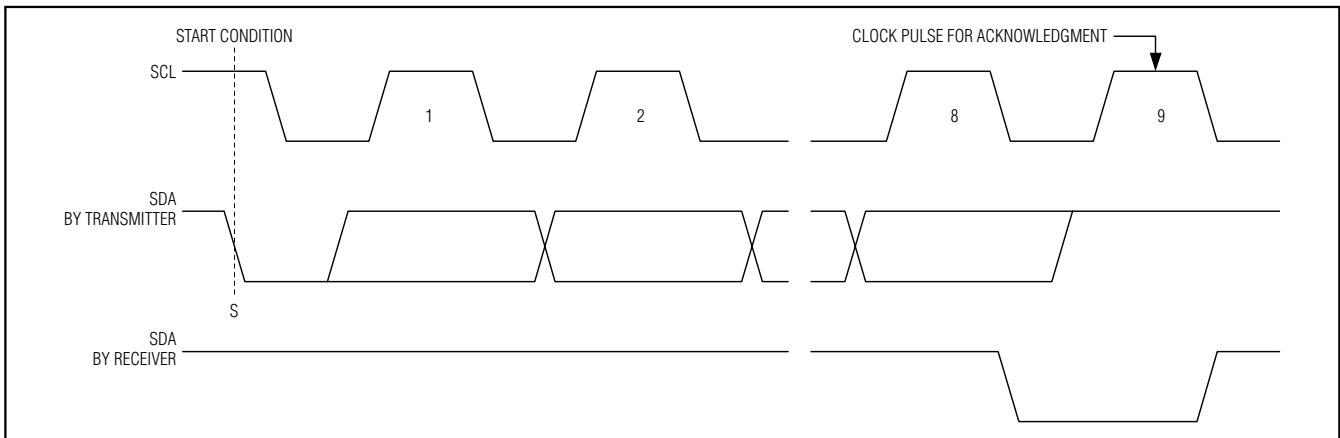 START CONDITION
CLOCK PULSE FOR ACKNOWLEDGMENT
SCL
1
2
8
9
SDA
BY TRANSMITTER
S
SDA
BY RECEIVER